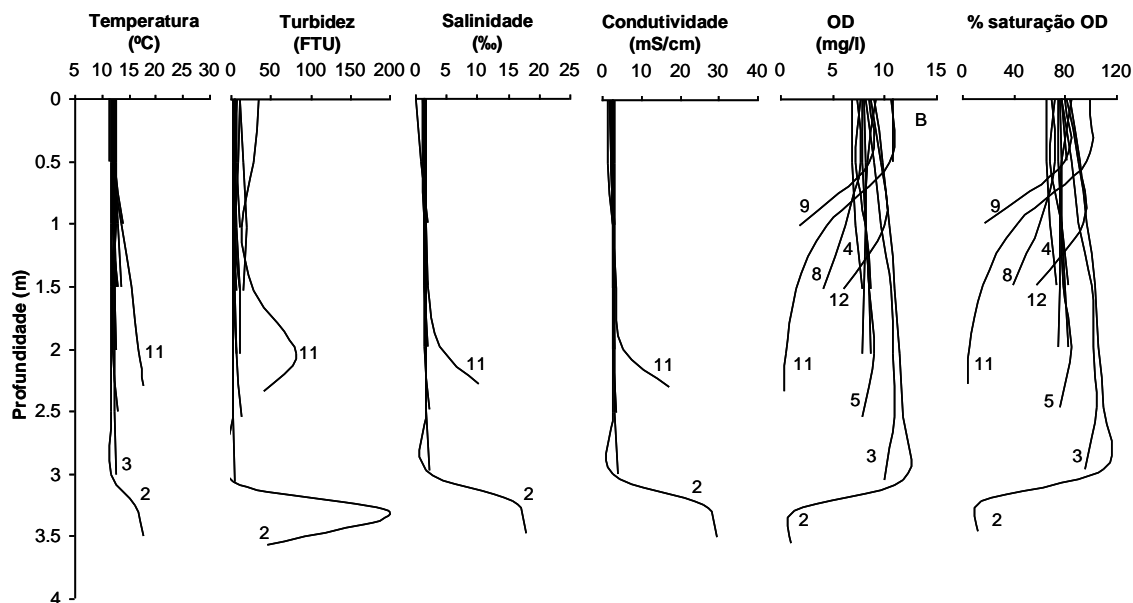 Temperatura Turbidez Salinidade Condutividade OD % saturação OD
(ºC) (FTU) (‰) (mS/cm) (mg/l)
5 10 15 20 25 30 0 50 100 150 200 0 5 10 15 20 25 0 10 20 30 40 0 5 10 15 0 40 80 120
0
B
0.5
9 9
1
4 4
8 8
1.5
12 12
2
11 11 11 11 11 11
5 5
2.5
3 3 3
3
2 2 2
3.5
2 2 2
4
Profundidade (m)